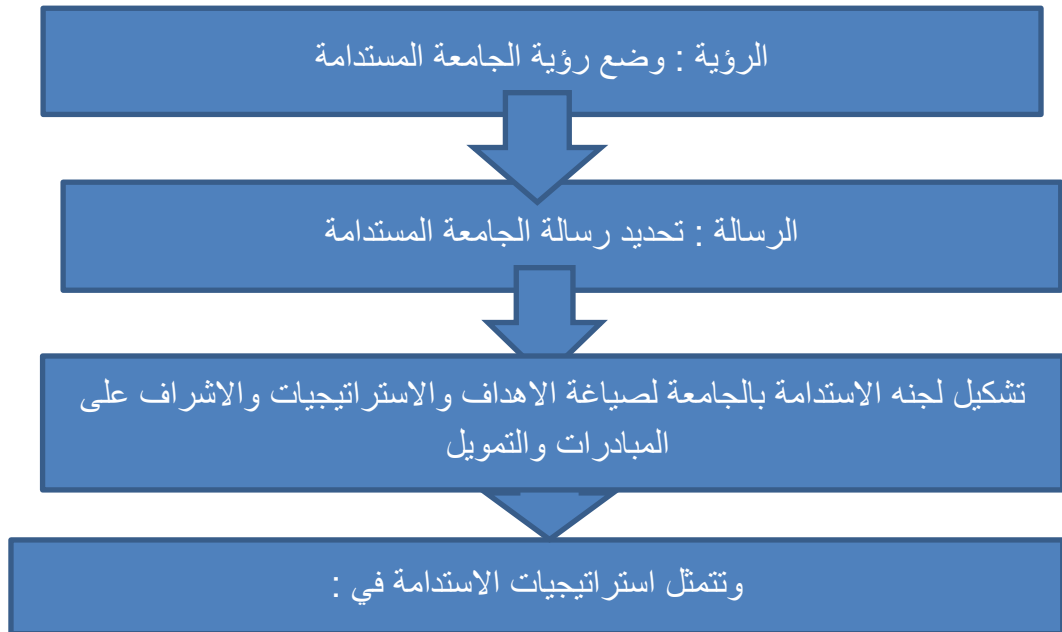 الرؤية : وضع رؤية الجامعة المستدامة
الرسالة : تحديد رسالة الجامعة المستدامة
تشكيل لجنه الاستدامة بالجامعة لصياغة الاهداف والاستراتيجيات والاشراف على
المبادرات والتمويل
وتتمثل استراتيجيات الاستدامة في :